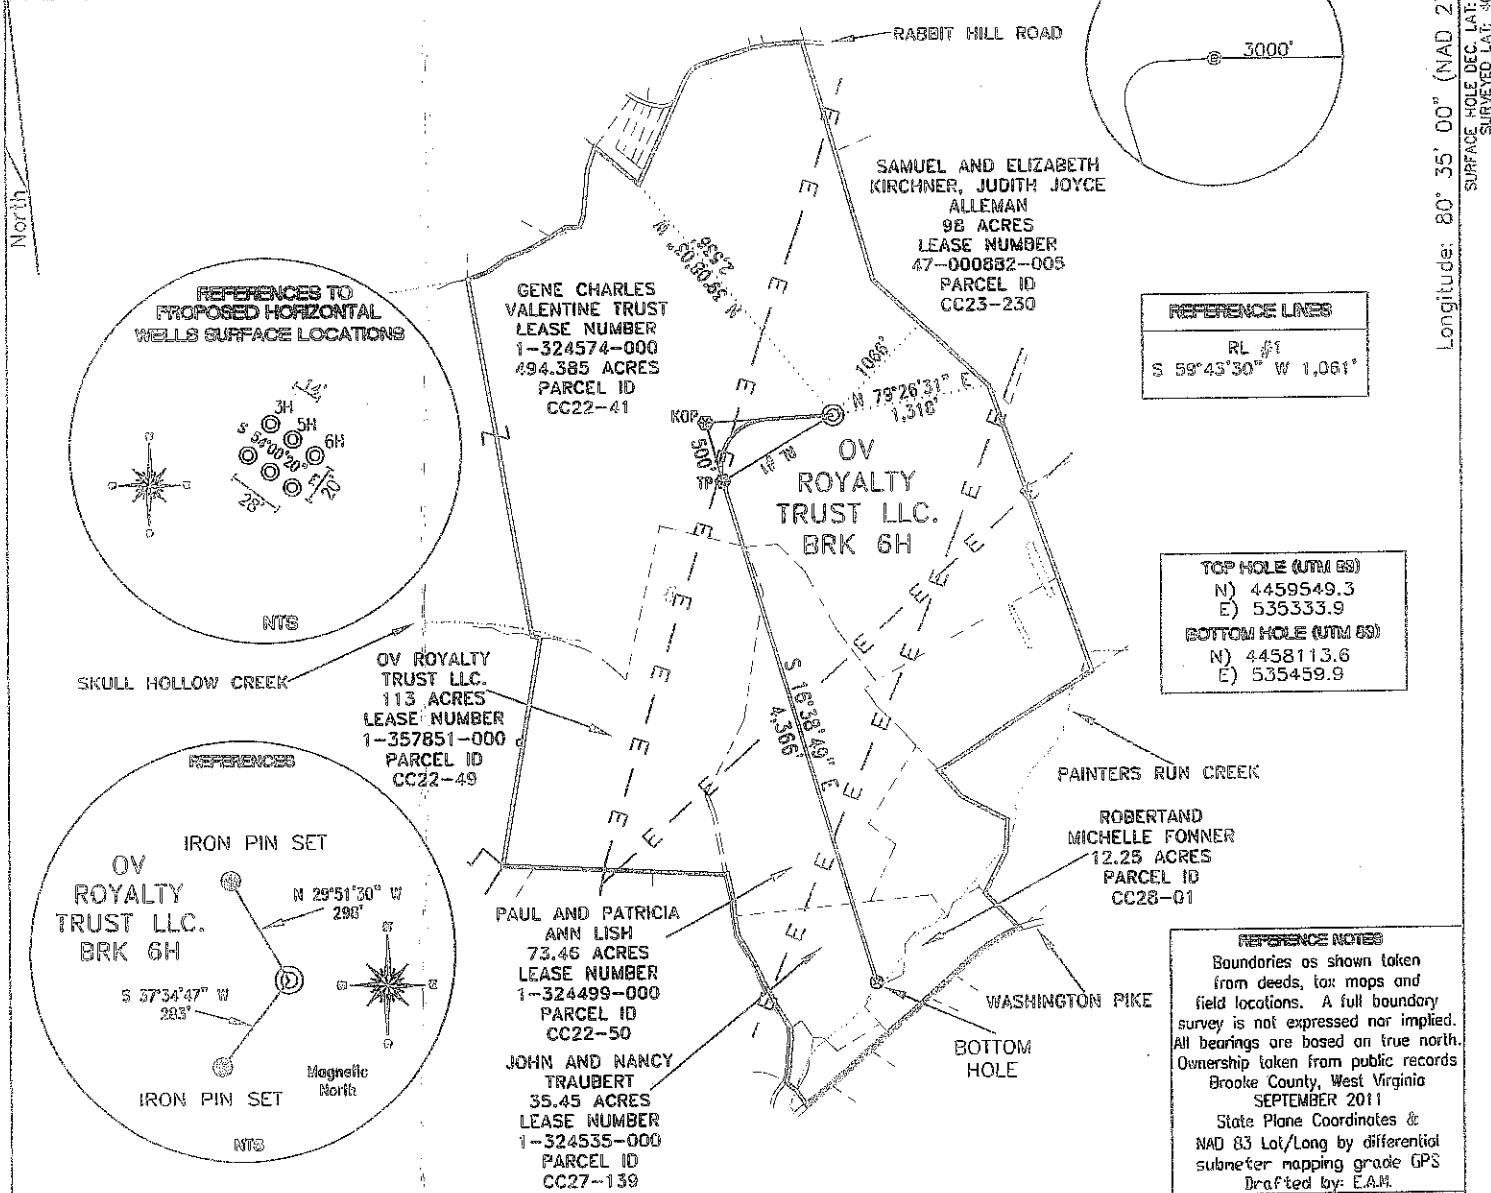 RABBIT HILL ROAD
3000'
Longitude: 80° 35' 00" (NAD 2
SURFACE HOLE DEC. LAT:
SURVEYED LAT:
North
SAMUEL AND ELIZABETH
KIRCHNER, JUDITH JOYCE
ALLEMAN
98 ACRES
LEASE NUMBER
47-000882-005
PARCEL ID
CC23-230
REFERENCES TO
PROPOSED HORIZONTAL
WELLS SURFACE LOCATIONS
14'
3H
5H
6H
S 54°00'20" E
28'
20'
NTS
GENE CHARLES
VALENTINE TRUST
LEASE NUMBER
1-324574-000
494.385 ACRES
PARCEL ID
CC22-41
N 39°08'03" W
2,536'
1066'
N 79°26'31" E
1,318'
KOP
500'
TP
RL #1
OV
ROYALTY
TRUST LLC.
BRK 6H
REFERENCE LINES
RL #1
S 59°43'30" W 1,061'
TOP HOLE (UTM 83)
N) 4459549.3
E) 535333.9
BOTTOM HOLE (UTM 83)
N) 4458113.6
E) 535459.9
SKULL HOLLOW CREEK
OV ROYALTY
TRUST LLC.
113 ACRES
LEASE NUMBER
1-357851-000
PARCEL ID
CC22-49
S 16°38'49" E
4,366'
PAINTERS RUN CREEK
REFERENCES
IRON PIN SET
OV
ROYALTY
TRUST LLC.
BRK 6H
N 29°51'30" W
298'
S 37°34'47" W
283'
IRON PIN SET
Magnetic
North
NTS
ROBERTAND
MICHELLE FONNER
12.25 ACRES
PARCEL ID
CC28-01
PAUL AND PATRICIA
ANN LISH
73.46 ACRES
LEASE NUMBER
1-324499-000
PARCEL ID
CC22-50
JOHN AND NANCY
TRAUBERT
35.45 ACRES
LEASE NUMBER
1-324535-000
PARCEL ID
CC27-139
WASHINGTON PIKE
BOTTOM
HOLE
REFERENCE NOTES
Boundaries as shown taken
from deeds, tax maps and
field locations. A full boundary
survey is not expressed nor implied.
All bearings are based on true north.
Ownership taken from public records
Brooke County, West Virginia
SEPTEMBER 2011
State Plane Coordinates &
NAD 83 Lat/Long by differential
submeter mapping grade GPS
Drafted by: E.A.M.